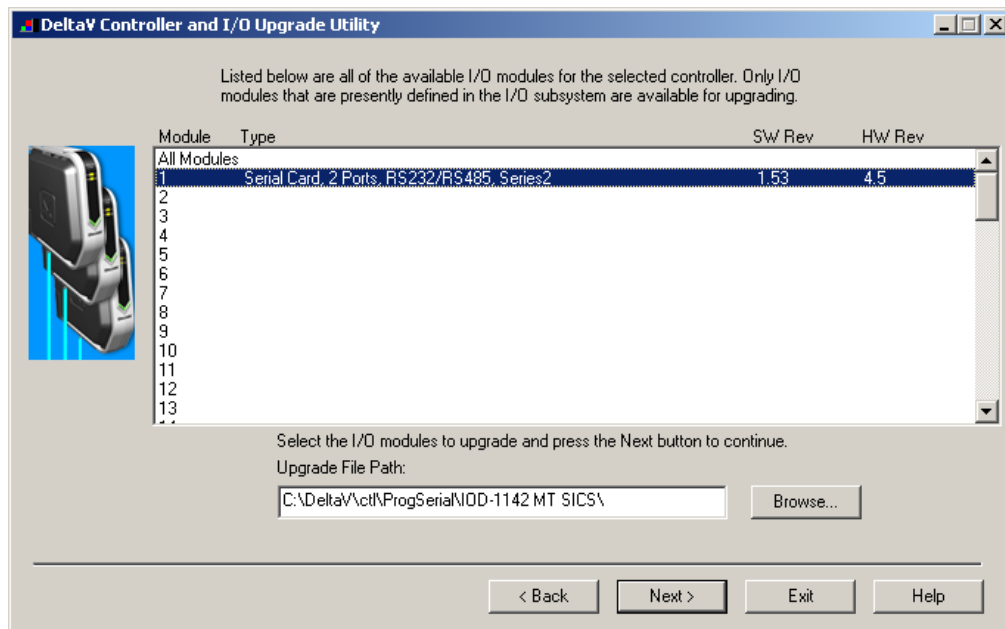 DeltaV Controller and I/O Upgrade Utility
Listed below are all of the available I/O modules for the selected controller. Only I/O
modules that are presently defined in the I/O subsystem are available for upgrading.
Module Type SW Rev HW Rev
All Modules
1 Serial Card, 2 Ports, RS232/RS485, Series2 1.53 4.5
2
3
4
5
6
7
8
9
10
11
12
13
Select the I/O modules to upgrade and press the Next button to continue.
Upgrade File Path:
C:\DeltaV\ctl\ProgSerial\IOD-1142 MT SICS\
Browse...
< Back Next > Exit Help